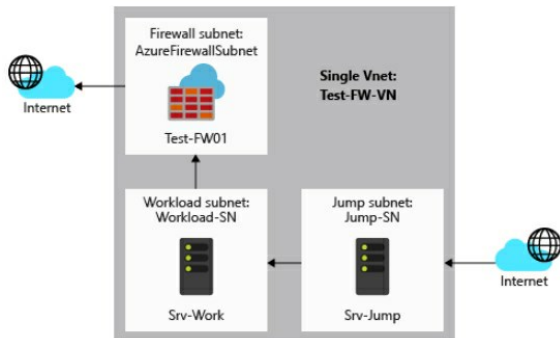 Firewall subnet:
AzureFirewallSubnet
Test-FW01
Internet
Single Vnet:
Test-FW-VN
Workload subnet:
Workload-SN
Srv-Work
Jump subnet:
Jump-SN
Srv-Jump
Internet